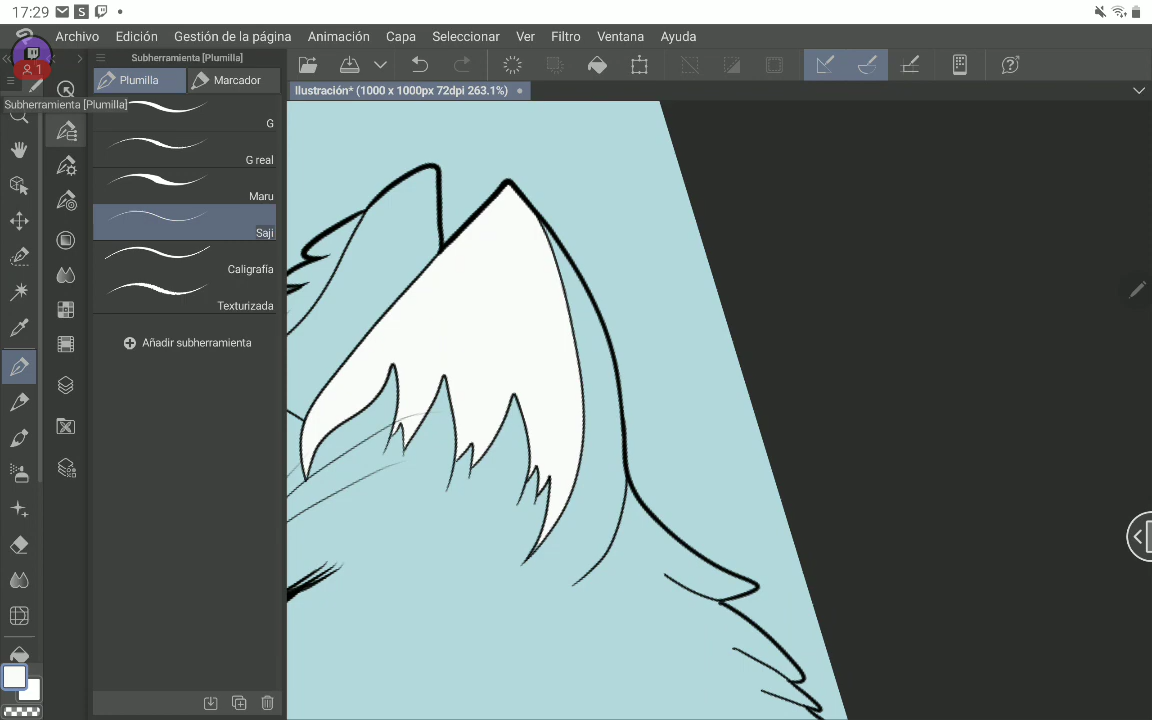 17:29
Archivo Edición Gestión de la página Animación Capa Seleccionar Ver Filtro Ventana Ayuda
1
Subherramienta [Plumilla]
Plumilla Marcador
Ilustración* (1000 x 1000px 72dpi 263.1%)
Subherramienta [Plumilla]
G
G real
Maru
Saji
Caligrafía
Texturizada
Añadir subherramienta